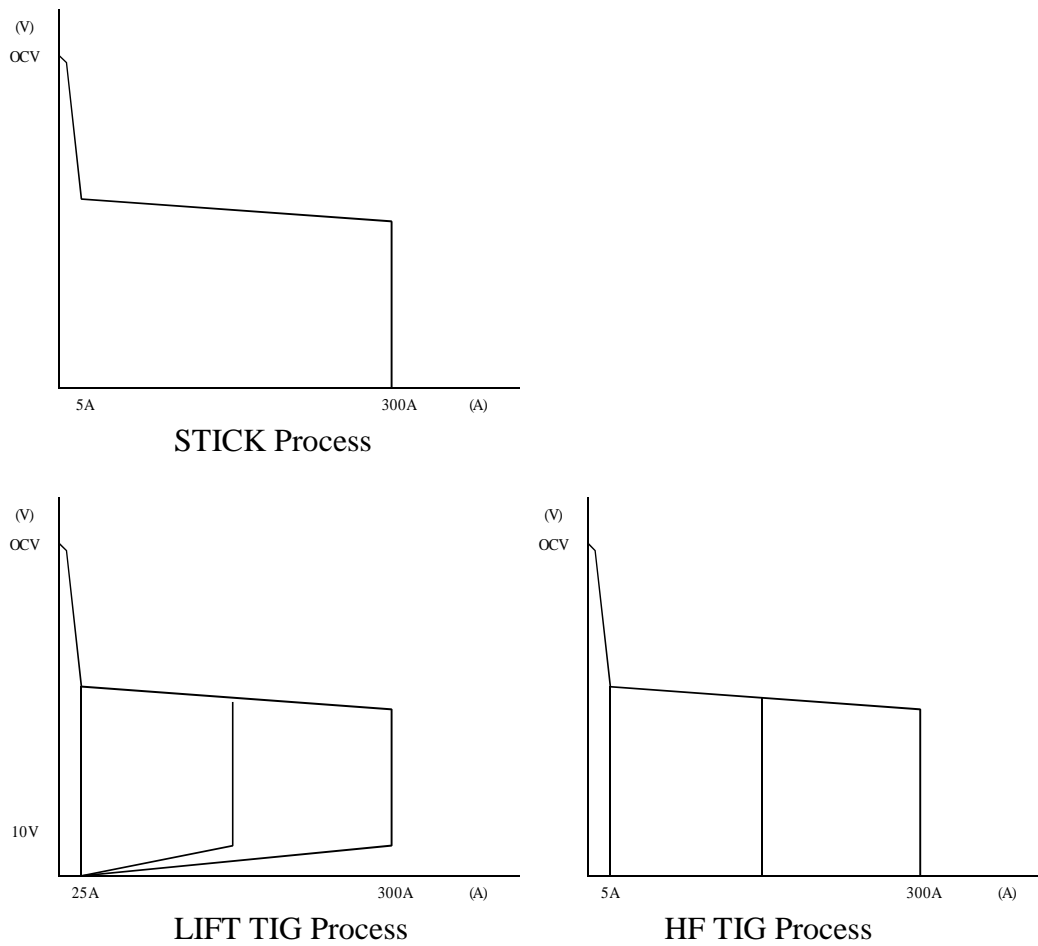 (V)
OCV
5A 300A (A)
STICK Process
(V)
OCV
10V
25A 300A (A)
LIFT TIG Process
(V)
OCV
5A 300A (A)
HF TIG Process